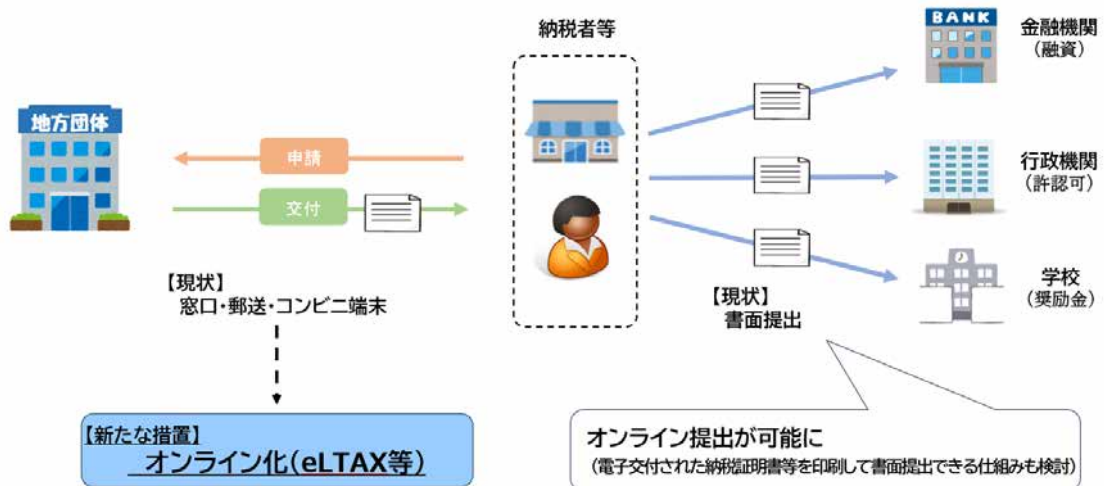 納税者等
BANK
金融機関
（融資）
地方団体
申請
交付
行政機関
（許認可）
学校
（奨励金）
【現状】
窓口・郵送・コンビニ端末
【現状】
書面提出
【新たな措置】
オンライン化（eLTAX等）
オンライン提出が可能に
（電子交付された納税証明書等を印刷して書面提出できる仕組みも検討）